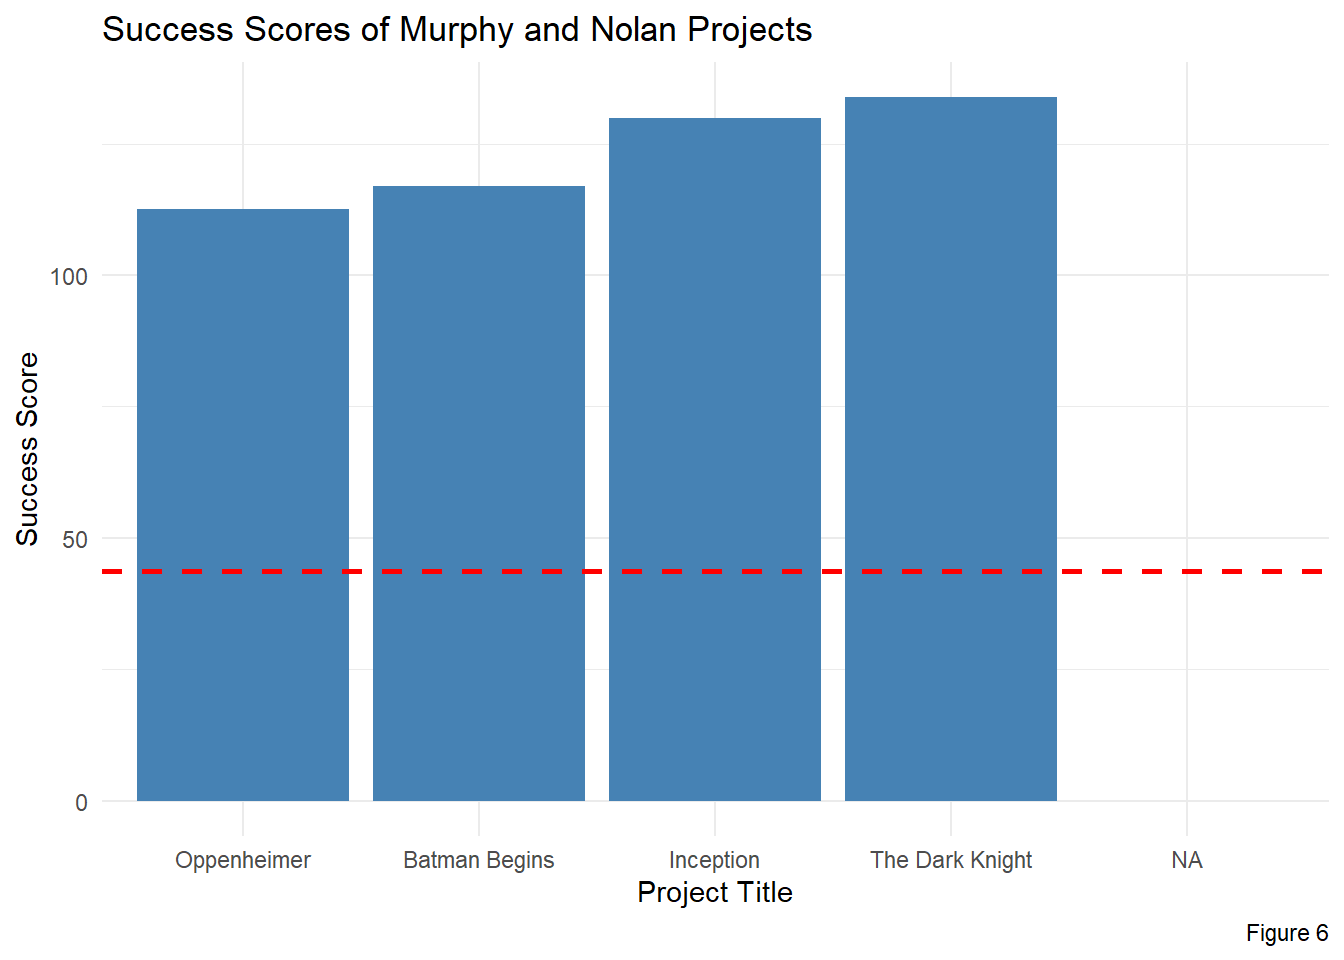 Success Scores of Murphy and Nolan Projects
Success Score
100
50
0
Oppenheimer
Batman Begins
Inception
The Dark Knight
NA
Project Title
Figure 6